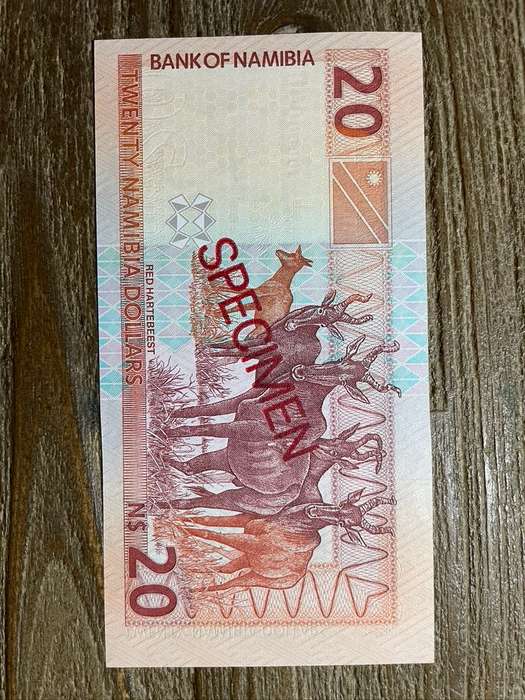 BANK OF NAMIBIA
20
SPECIMEN
RED HARTEBEEST
TWENTY NAMIBIA DOLLARS
N$ 20